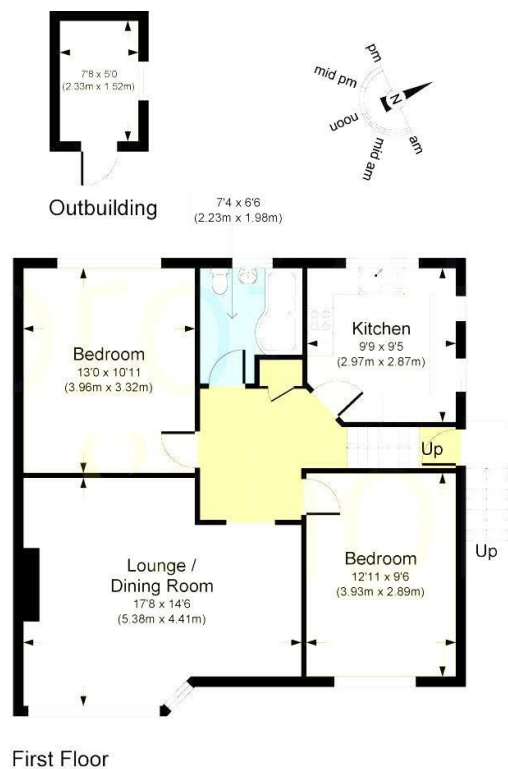 7'8 x 5'0
(2.33m x 1.52m)
Outbuilding
pm
mid pm
noon
mid am
am
N
7'4 x 6'6
(2.23m x 1.98m)
Bedroom
13'0 x 10'11
(3.96m x 3.32m)
Kitchen
9'9 x 9'5
(2.97m x 2.87m)
Up
Up
Lounge /
Dining Room
17'8 x 14'6
(5.38m x 4.41m)
Bedroom
12'11 x 9'6
(3.93m x 2.89m)
First Floor